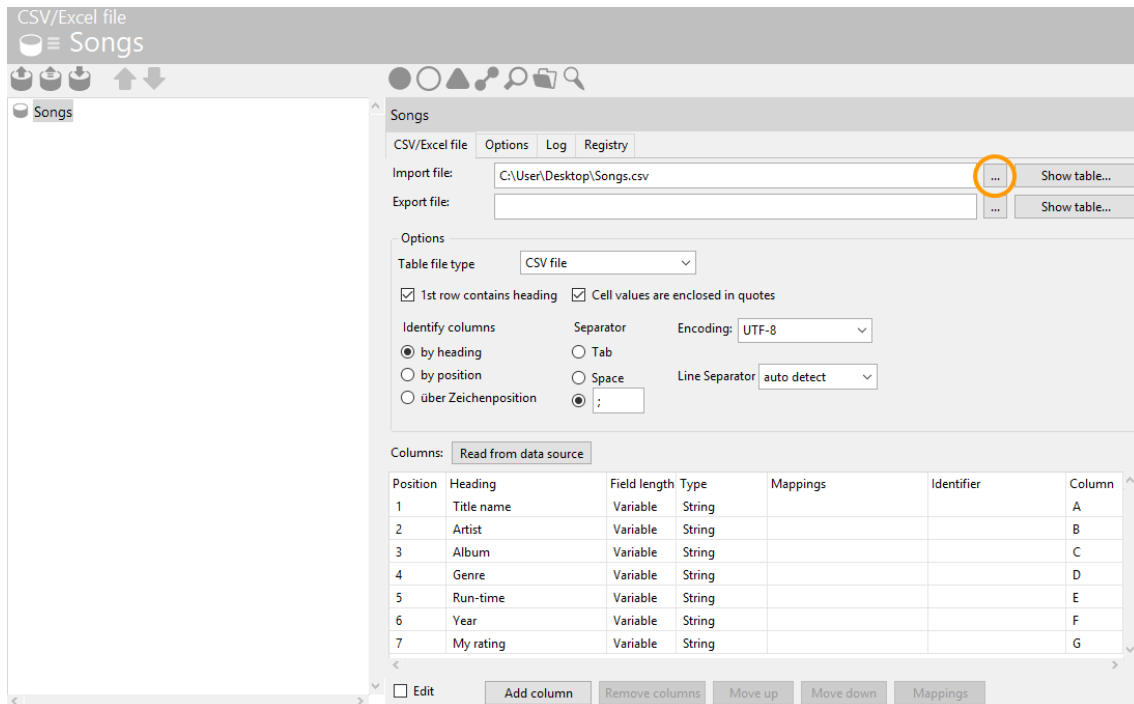 CSV/Excel file
Songs
Songs
Songs
CSV/Excel file Options Log Registry
Import file: C:\User\Desktop\Songs.csv ... Show table...
Export file: ... Show table...
Options
Table file type CSV file
1st row contains heading Cell values are enclosed in quotes
Identify columns Separator Encoding: UTF-8
by heading Tab
by position Space Line Separator auto detect
über Zeichenposition ;
Columns: Read from data source
Position Heading Field length Type Mappings Identifier Column
1 Title name Variable String A
2 Artist Variable String B
3 Album Variable String C
4 Genre Variable String D
5 Run-time Variable String E
6 Year Variable String F
7 My rating Variable String G
Edit Add column Remove columns Move up Move down Mappings